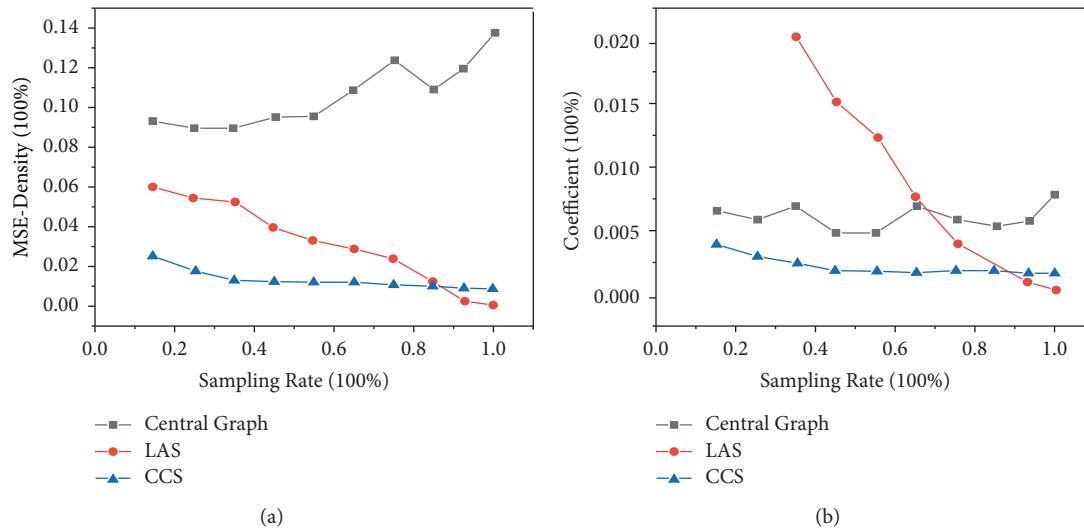 MSE-Density (100%)
0.14
0.12
0.10
0.08
0.06
0.04
0.02
0.00
0.0 0.2 0.4 0.6 0.8 1.0
Sampling Rate (100%)
Central Graph
LAS
CCS
(a)
Coefficient (100%)
0.020
0.015
0.010
0.005
0.000
0.0 0.2 0.4 0.6 0.8 1.0
Sampling Rate (100%)
Central Graph
LAS
CCS
(b)